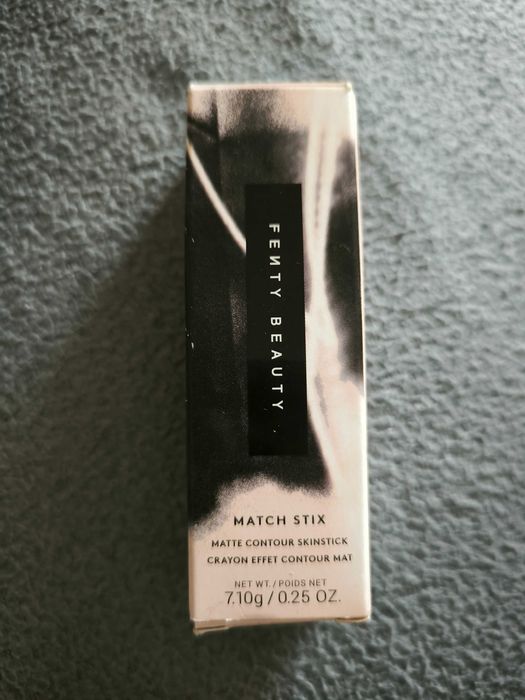 FEИTY BEAUTY
MATCH STIX
MATTE CONTOUR SKINSTICK
CRAYON EFFET CONTOUR MAT
NET WT. / POIDS NET
7.10g / 0.25 OZ.